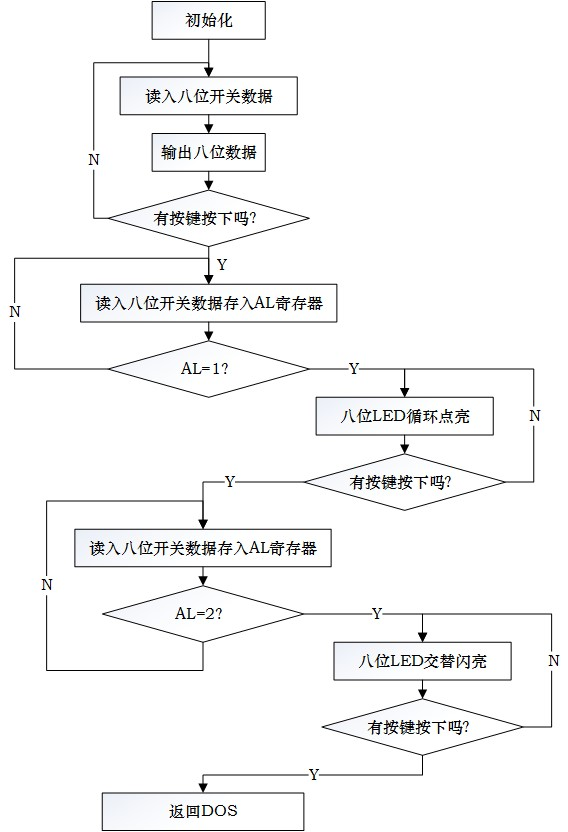 初始化
读入八位开关数据
输出八位数据
N
有按键按下吗?
Y
读入八位开关数据存入AL寄存器
N
AL=1?
Y
八位LED循环点亮
N
有按键按下吗?
Y
读入八位开关数据存入AL寄存器
N
AL=2?
Y
八位LED交替闪亮
N
有按键按下吗?
Y
返回DOS